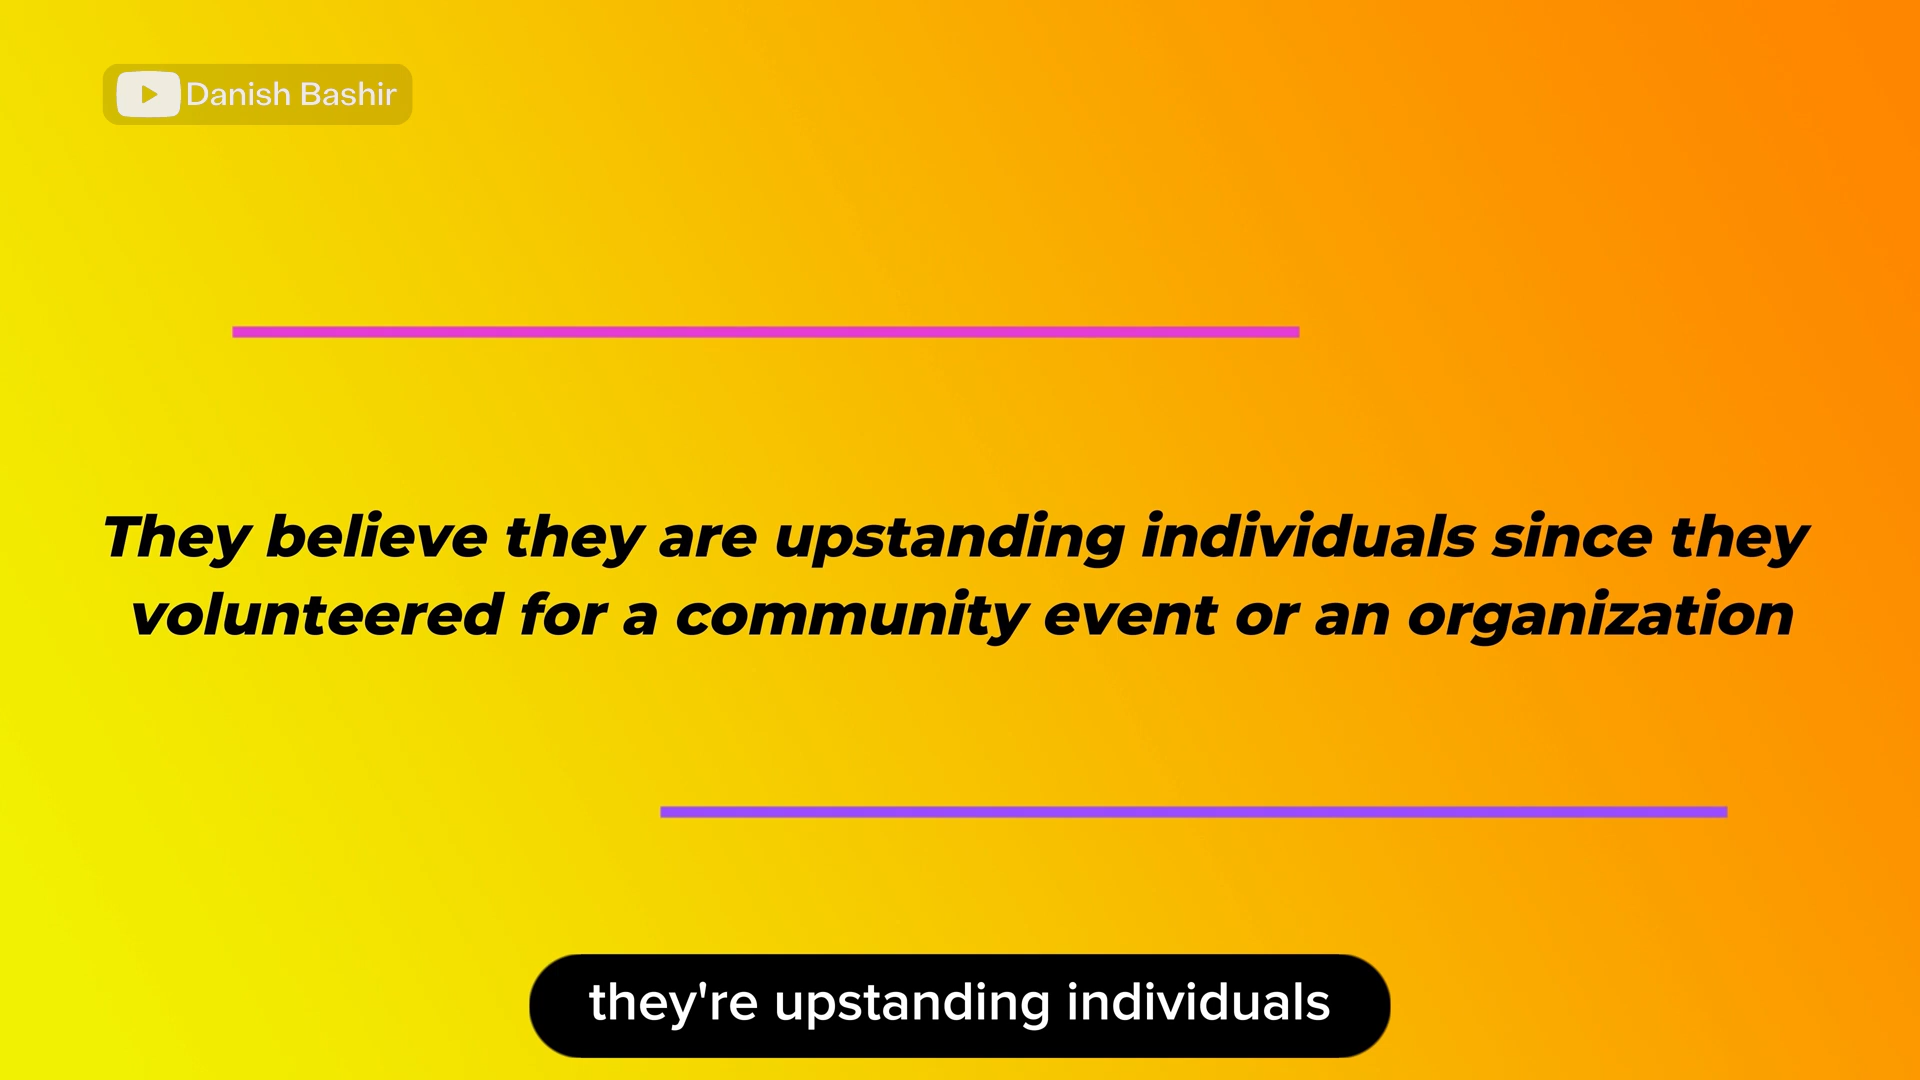 Danish Bashir
They believe they are upstanding individuals since they
volunteered for a community event or an organization
they're upstanding individuals